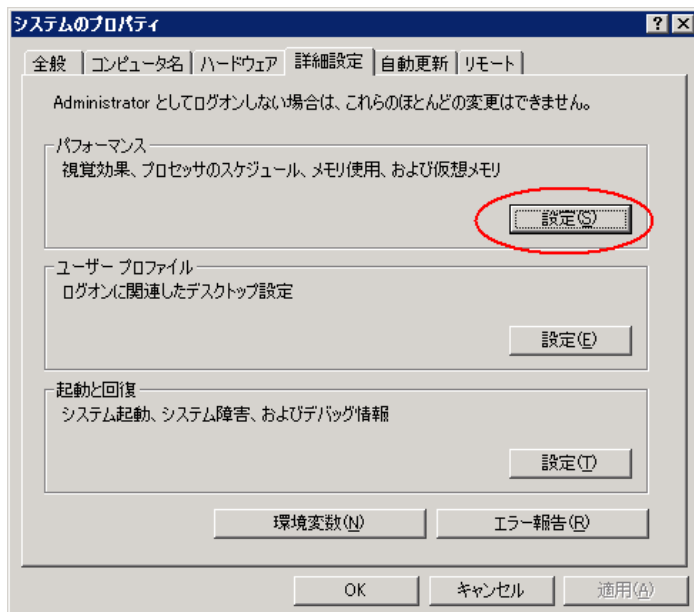 システムのプロパティ
全般 コンピュータ名 ハードウェア 詳細設定 自動更新 リモート
Administrator としてログオンしない場合は、これらのほとんどの変更はできません。
パフォーマンス
視覚効果、プロセッサのスケジュール、メモリ使用、および仮想メモリ
設定(S)
ユーザー プロファイル
ログオンに関連したデスクトップ設定
設定(E)
起動と回復
システム起動、システム障害、およびデバッグ情報
設定(T)
環境変数(N) エラー報告(R)
OK キャンセル 適用(A)